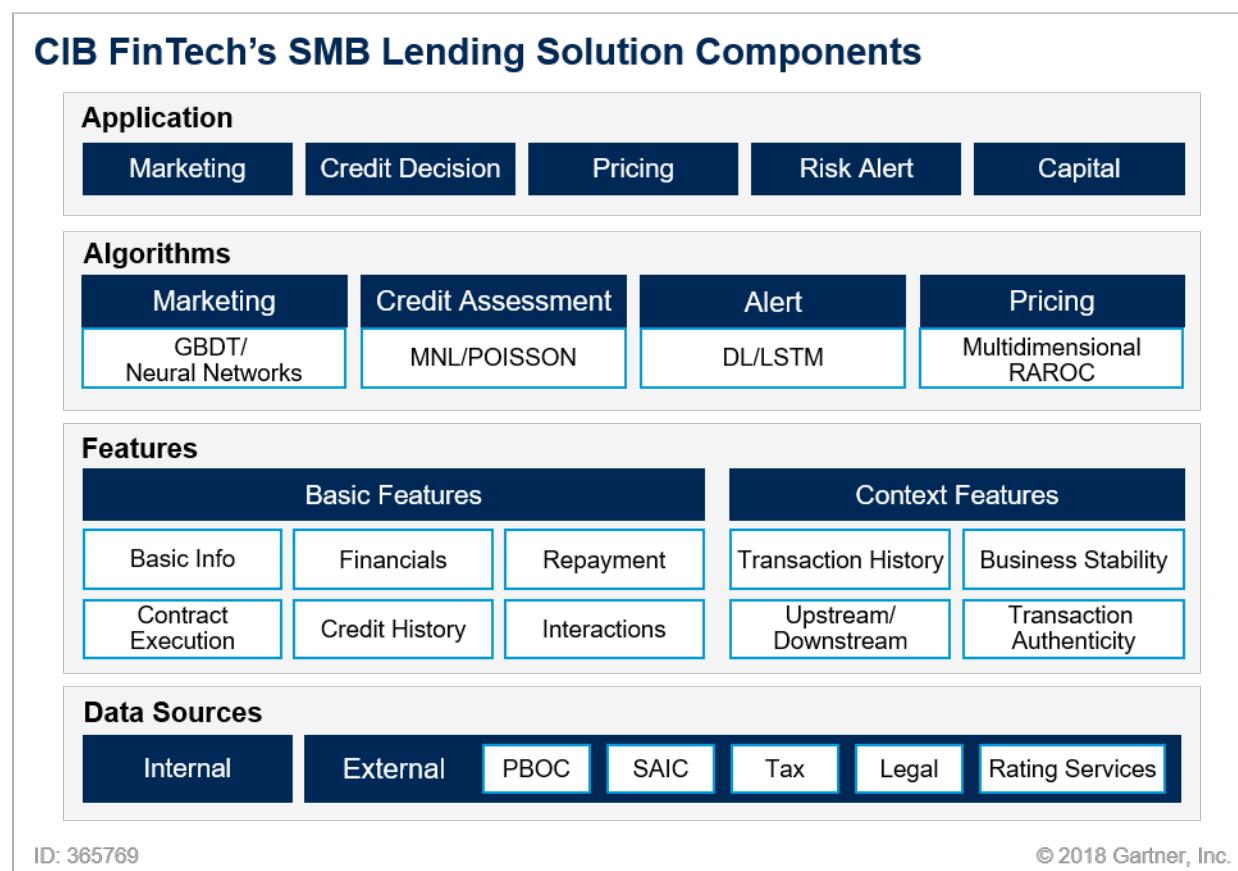 CIB FinTech's SMB Lending Solution Components
Application
Marketing
Credit Decision
Pricing
Risk Alert
Capital
Algorithms
Marketing
Credit Assessment
Alert
Pricing
GBDT/
Neural Networks
MNL/POISSON
DL/LSTM
Multidimensional
RAROC
Features
Basic Features
Context Features
Basic Info
Financials
Repayment
Transaction History
Business Stability
Contract
Execution
Credit History
Interactions
Upstream/
Downstream
Transaction
Authenticity
Data Sources
Internal
External
PBOC
SAIC
Tax
Legal
Rating Services
ID: 365769
© 2018 Gartner, Inc.